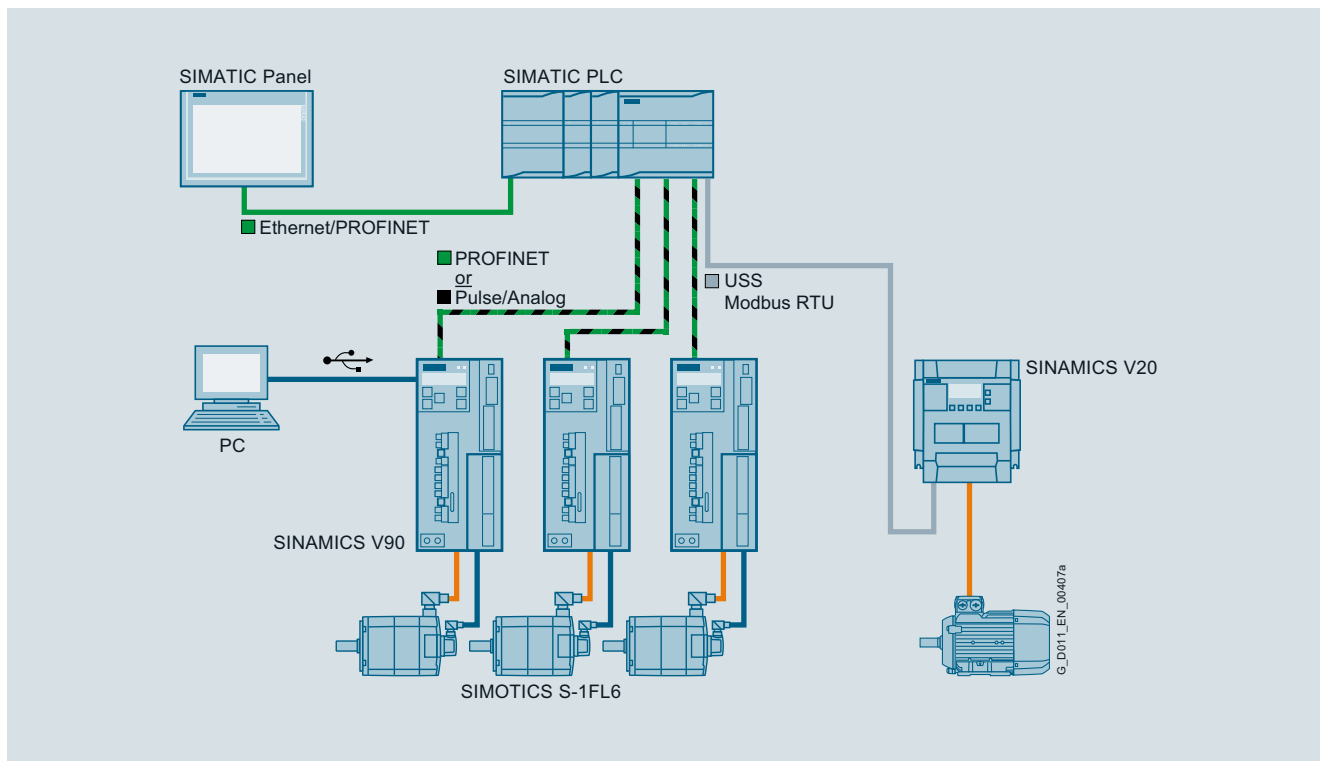 SIMATIC Panel
SIMATIC PLC
Ethernet/PROFINET
PROFINET
or
Pulse/Analog
USS
Modbus RTU
SINAMICS V20
PC
SINAMICS V90
SIMOTICS S-1FL6
G_D011_EN_00407a